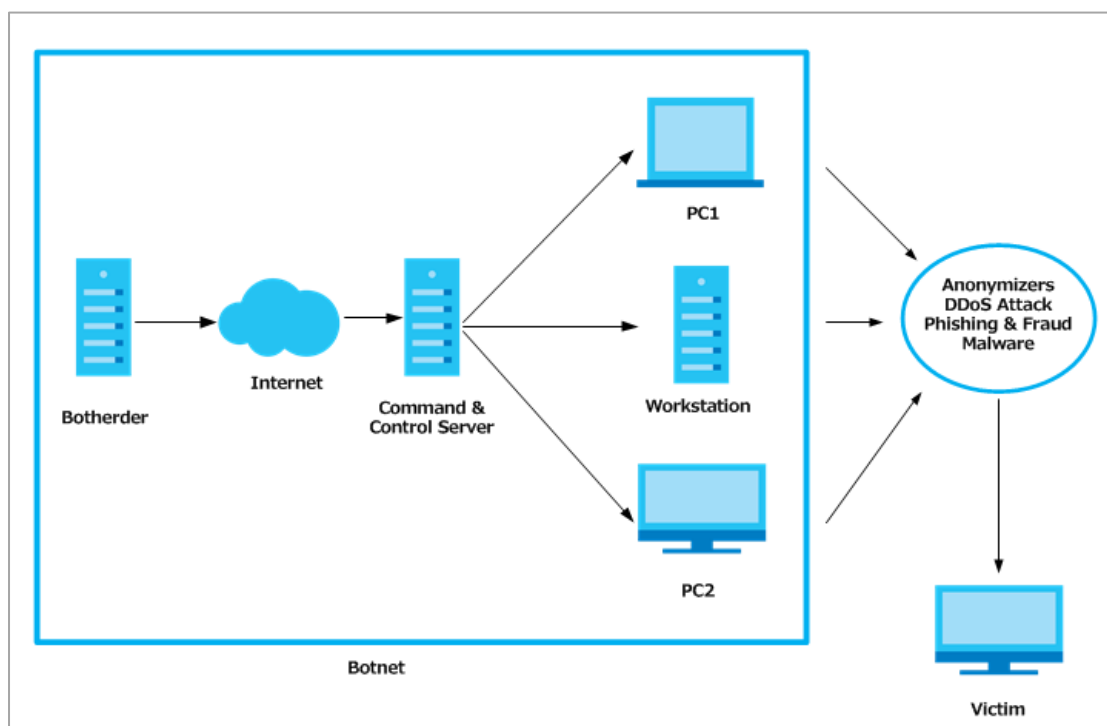 PC1
Anonymizers
DDoS Attack
Phishing & Fraud
Malware
Internet
Botherder
Command &
Control Server
Workstation
PC2
Botnet
Victim